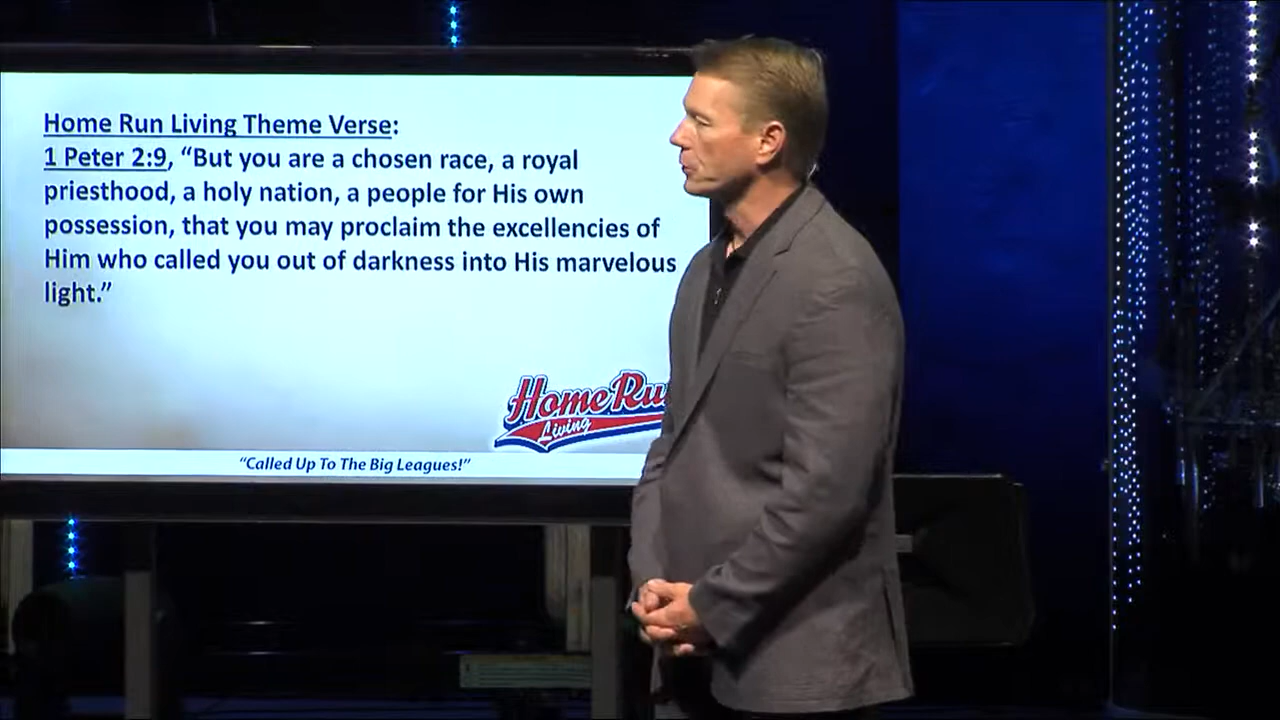 Home Run Living Theme Verse:
1 Peter 2:9, “But you are a chosen race, a royal
priesthood, a holy nation, a people for His own
possession, that you may proclaim the excellencies of
Him who called you out of darkness into His marvelous
light.”
Home Ru
Living
“Called Up To The Big Leagues!”